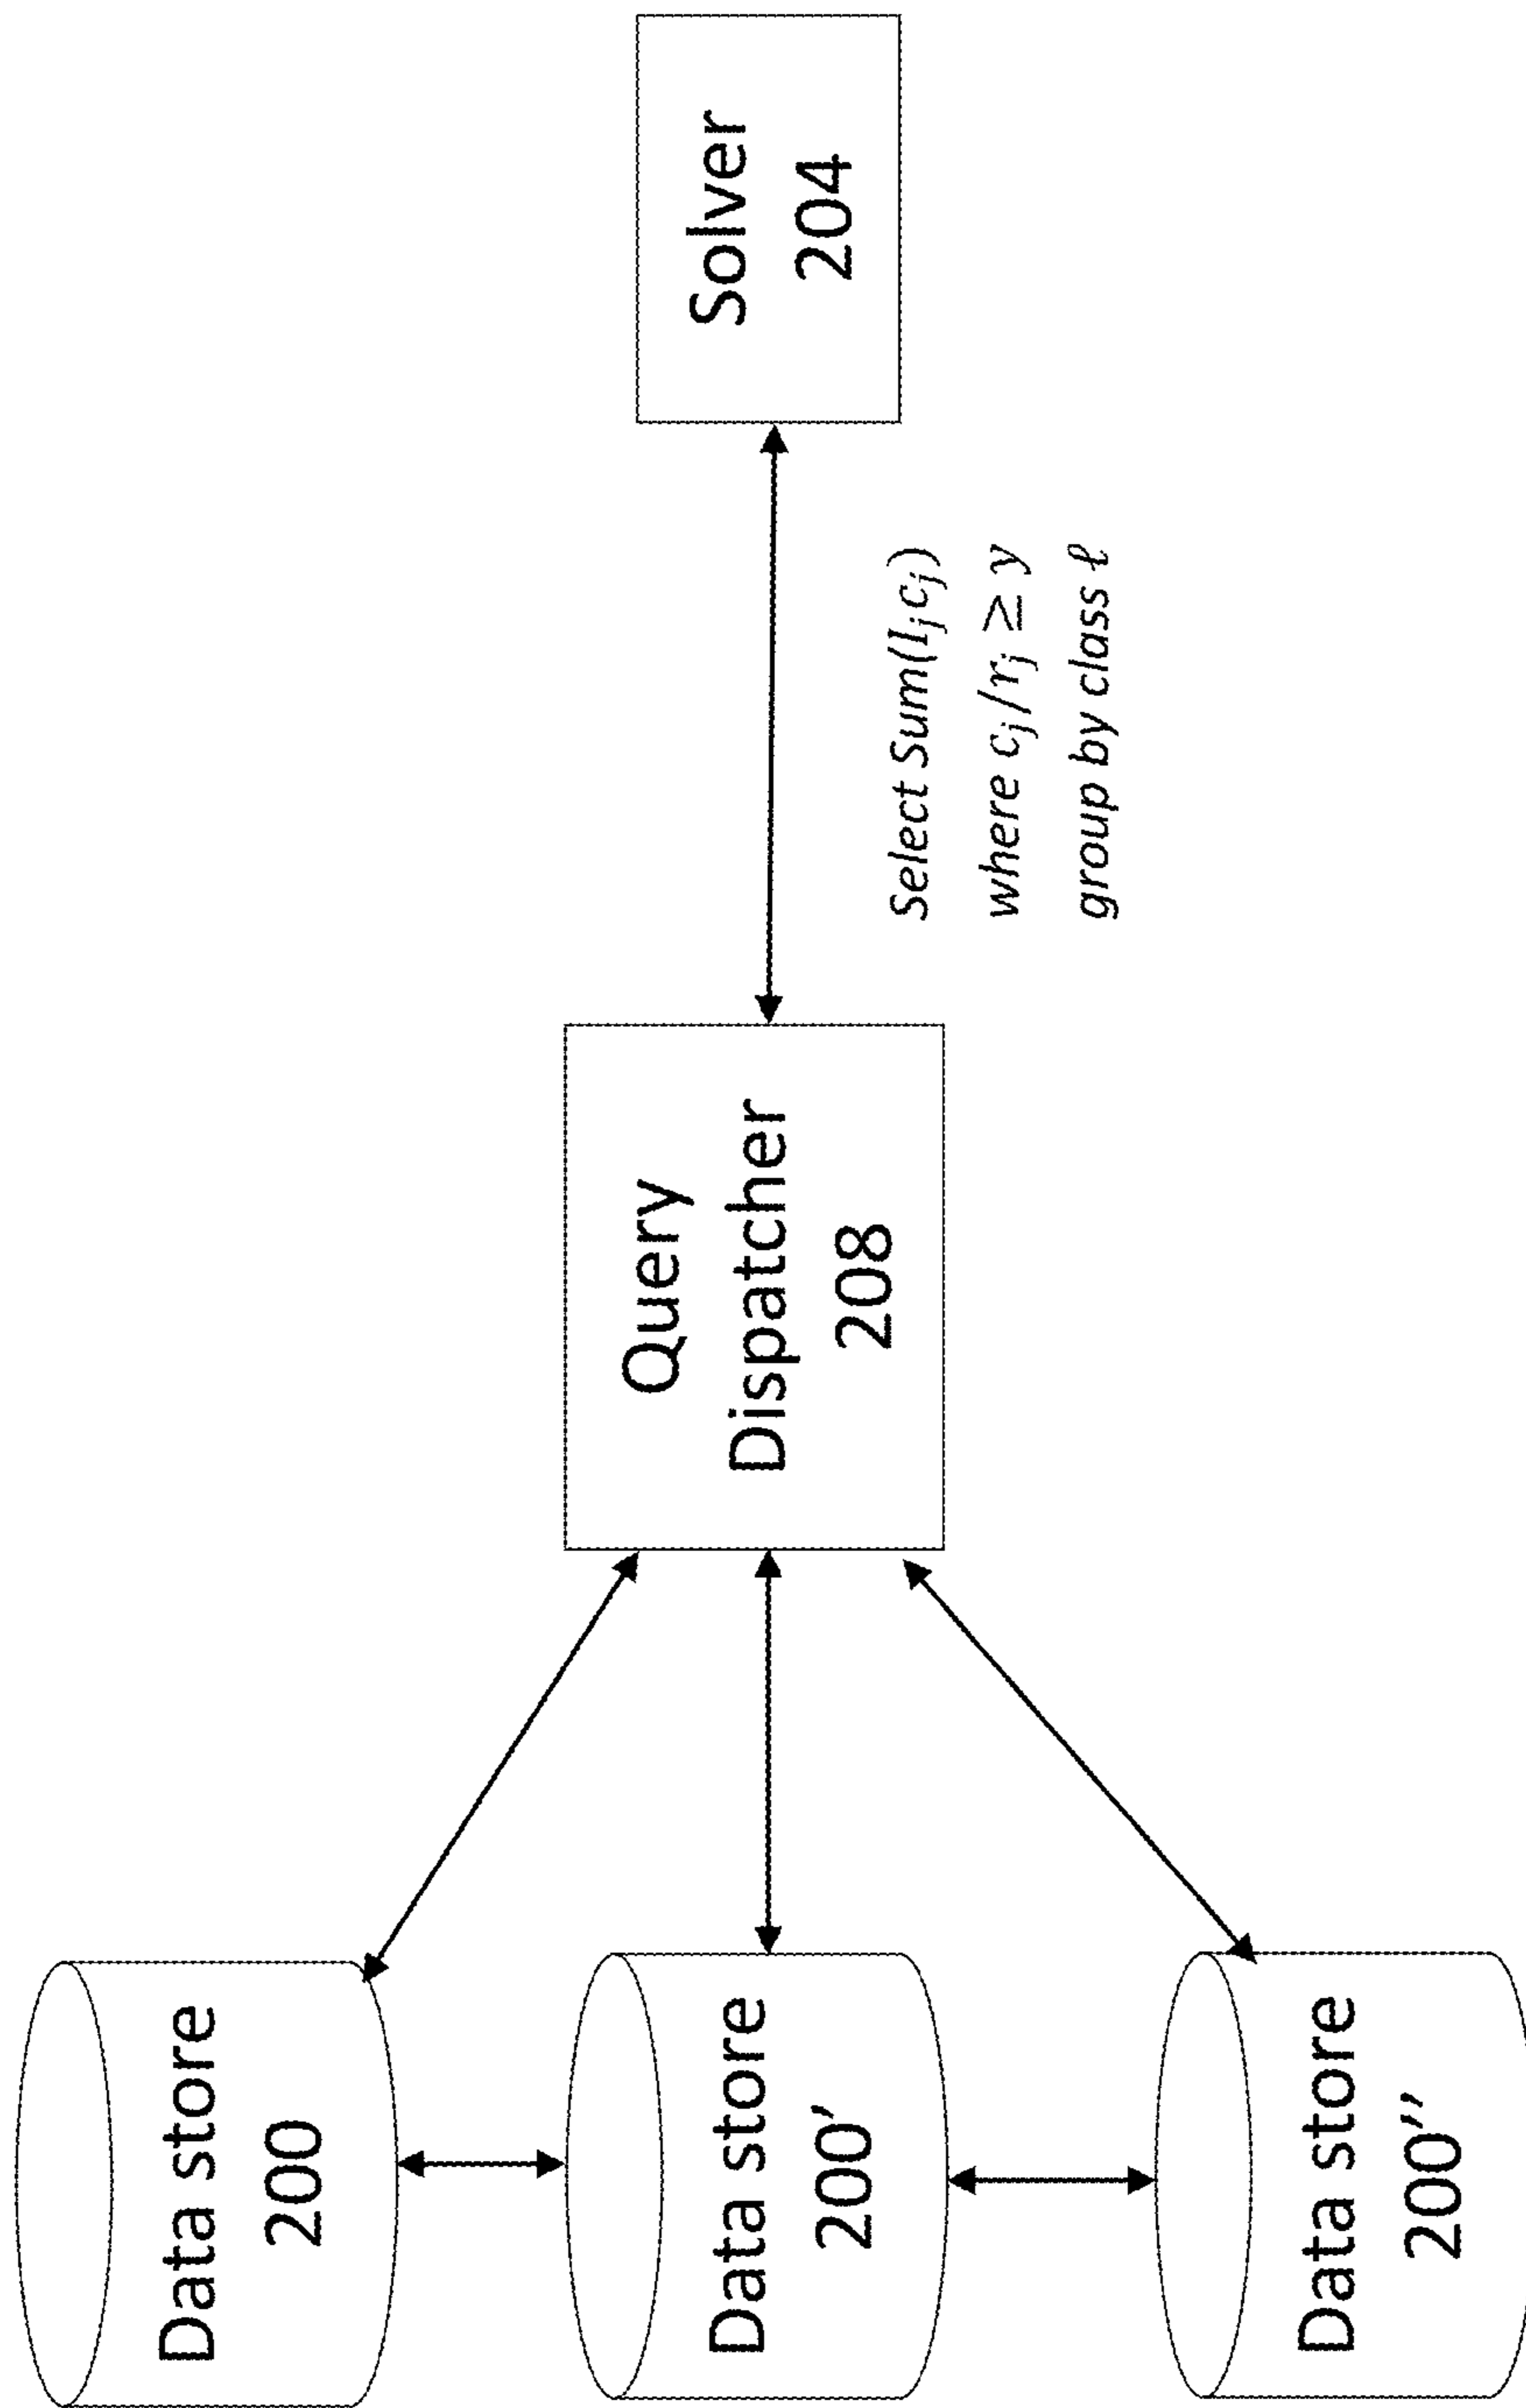 Data store
200
Data store
200'
Data store
200''
Query
Dispatcher
208
Select Sum(I_j c_j)
where c_j/r_j ≥ y
group by class ℓ
Solver
204